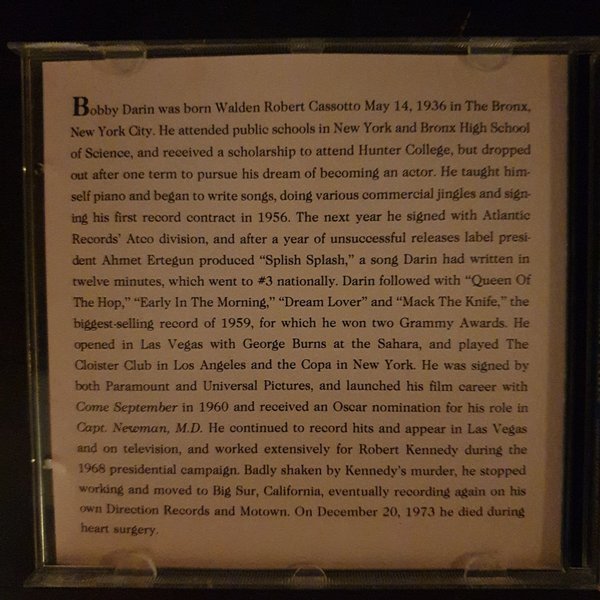 Bobby Darin was born Walden Robert Cassotto May 14, 1936 in The Bronx,
New York City. He attended public schools in New York and Bronx High School
of Science, and received a scholarship to attend Hunter College, but dropped
out after one term to pursue his dream of becoming an actor. He taught him-
self piano and began to write songs, doing various commercial jingles and sign-
ing his first record contract in 1956. The next year he signed with Atlantic
Records' Atco division, and after a year of unsuccessful releases label presi-
dent Ahmet Ertegun produced "Splish Splash," a song Darin had written in
twelve minutes, which went to #3 nationally. Darin followed with "Queen Of
The Hop," "Early In The Morning," "Dream Lover" and "Mack The Knife," the
biggest-selling record of 1959, for which he won two Grammy Awards. He
opened in Las Vegas with George Burns at the Sahara, and played The
Cloister Club in Los Angeles and the Copa in New York. He was signed by
both Paramount and Universal Pictures, and launched his film career with
Come September in 1960 and received an Oscar nomination for his role in
Capt. Newman, M.D. He continued to record hits and appear in Las Vegas
and on television, and worked extensively for Robert Kennedy during the
1968 presidential campaign. Badly shaken by Kennedy's murder, he stopped
working and moved to Big Sur, California, eventually recording again on his
own Direction Records and Motown. On December 20, 1973 he died during
heart surgery.